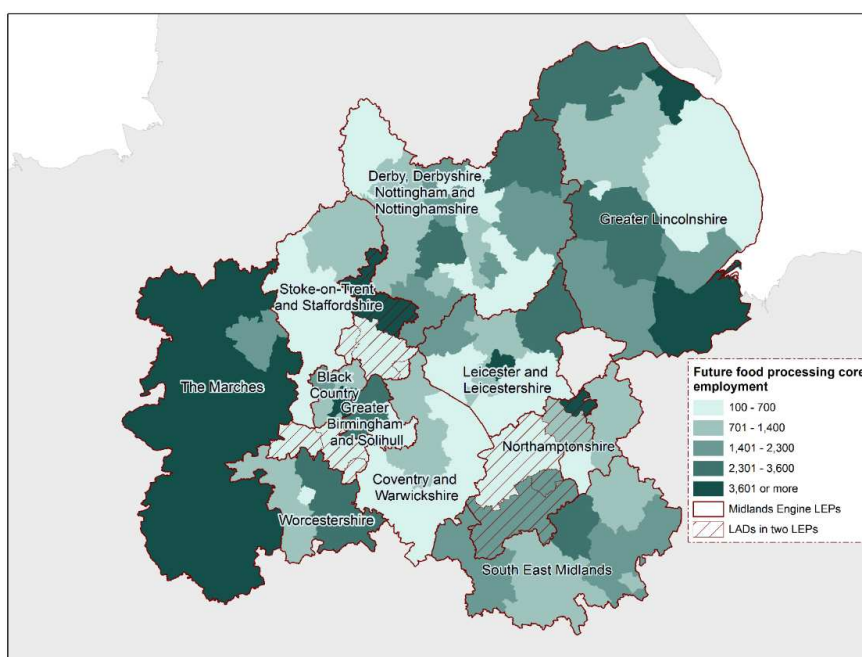 Derby, Derbyshire,
Nottingham and
Nottinghamshire
Greater Lincolnshire
Stoke-on-Trent
and Staffordshire
The Marches
Black
Country
Greater
Birmingham
and Solihull
Leicester and
Leicestershire
Northamptonshire
Coventry and
Warwickshire
Worcestershire
South East Midlands
Future food processing core
employment
100 - 700
701 - 1,400
1,401 - 2,300
2,301 - 3,600
3,601 or more
Midlands Engine LEPs
LADs in two LEPs